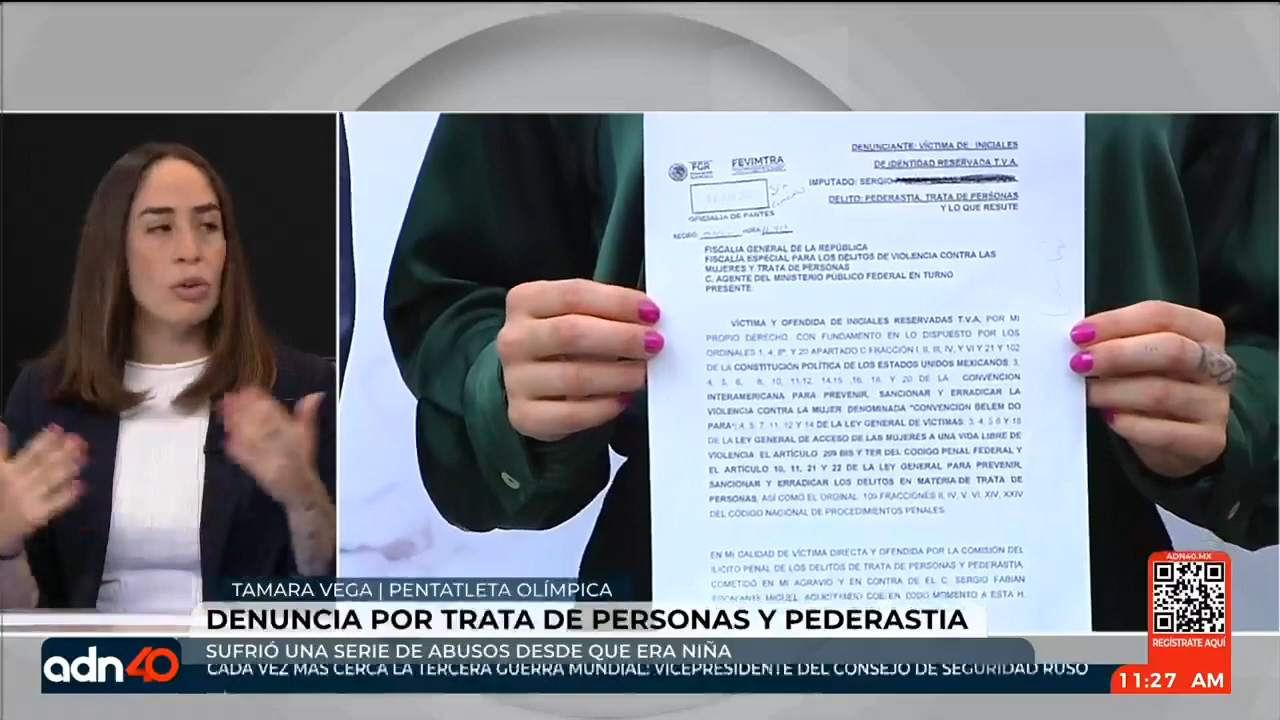 DENUNCIANTE: VÍCTIMA DE INICIALES
DE IDENTIDAD RESERVADA T.V.A.
IMPUTADO: SERGIO
DELITO: PEDERASTIA, TRATA DE PERSONAS
Y LO QUE RESUTE
FGR
FEVIMTRA
OFICIALIA DE PARTES
FISCALIA GENERAL DE LA REPÚBLICA
FISCALÍA ESPECIAL PARA LOS DELITOS DE VIOLENCIA CONTRA LAS
MUJERES Y TRATA DE PERSONAS
C. AGENTE DEL MINISTERIO PÚBLICO FEDERAL EN TURNO
PRESENTE:
VÍCTIMA Y OFENDIDA DE INICIALES RESERVADAS T.V.A, POR MI
PROPIO DERECHO, CON FUNDAMENTO EN LO DISPUESTO POR LOS
ORDINALES 1, 4, 8º, Y 20 APARTADO C FRACCIÓN I, II, III, IV, Y VI Y 21 Y 102
DE LA CONSTITUCIÓN POLÍTICA DE LOS ESTADOS UNIDOS MEXICANOS; 3,
4, 5, 6, 8, 10, 11,12, 14,15 ,16, 18, Y 20 DE LA CONVENCION
INTERAMERICANA PARA PREVENIR, SANCIONAR Y ERRADICAR LA
VIOLENCIA CONTRA LA MUJER DENOMINADA "CONVENCIÓN BELEM DO
PARA"; 4, 5, 7, 11, 12 Y 14 DE LA LEY GENERAL DE VÍCTIMAS; 3, 4, 5 6 Y 18
DE LA LEY GENERAL DE ACCESO DE LAS MUJERES A UNA VIDA LIBRE DE
VIOLENCIA EL ARTÍCULO 209 BIS Y TER DEL CODIGO PENAL FEDERAL Y
EL ARTÍCULO 10, 11, 21 Y 22 DE LA LEY GENERAL PARA PREVENIR,
SANCIONAR Y ERRADICAR LOS DELITOS EN MATERIA DE TRATA DE
PERSONAS, ASÍ COMO EL ORDINAL 109 FRACCIONES II, IV, V, VI, XIV, XXIV
DEL CÓDIGO NACIONAL DE PROCEDIMIENTOS PENALES.
EN MI CALIDAD DE VÍCTIMA DIRECTA Y OFENDIDA POR LA COMISIÓN DEL
ILÍCITO PENAL DE LOS DELITOS DE TRATA DE PERSONAS Y PEDERASTIA,
COMETIDO EN MI AGRAVIO Y EN CONTRA DE EL C. SERGIO FABIAN
MIGUEL, MOMENTO A ESTA H.
TAMARA VEGA | PENTATLETA OLÍMPICA
DENUNCIA POR TRATA DE PERSONAS Y PEDERASTIA
SUFRIÓ UNA SERIE DE ABUSOS DESDE QUE ERA NIÑA
adn40
CADA VEZ MÁS CERCA LA TERCERA GUERRA MUNDIAL: VICEPRESIDENTE DEL CONSEJO DE SEGURIDAD RUSO
ADN40.MX
REGÍSTRATE AQUÍ
11:27 AM